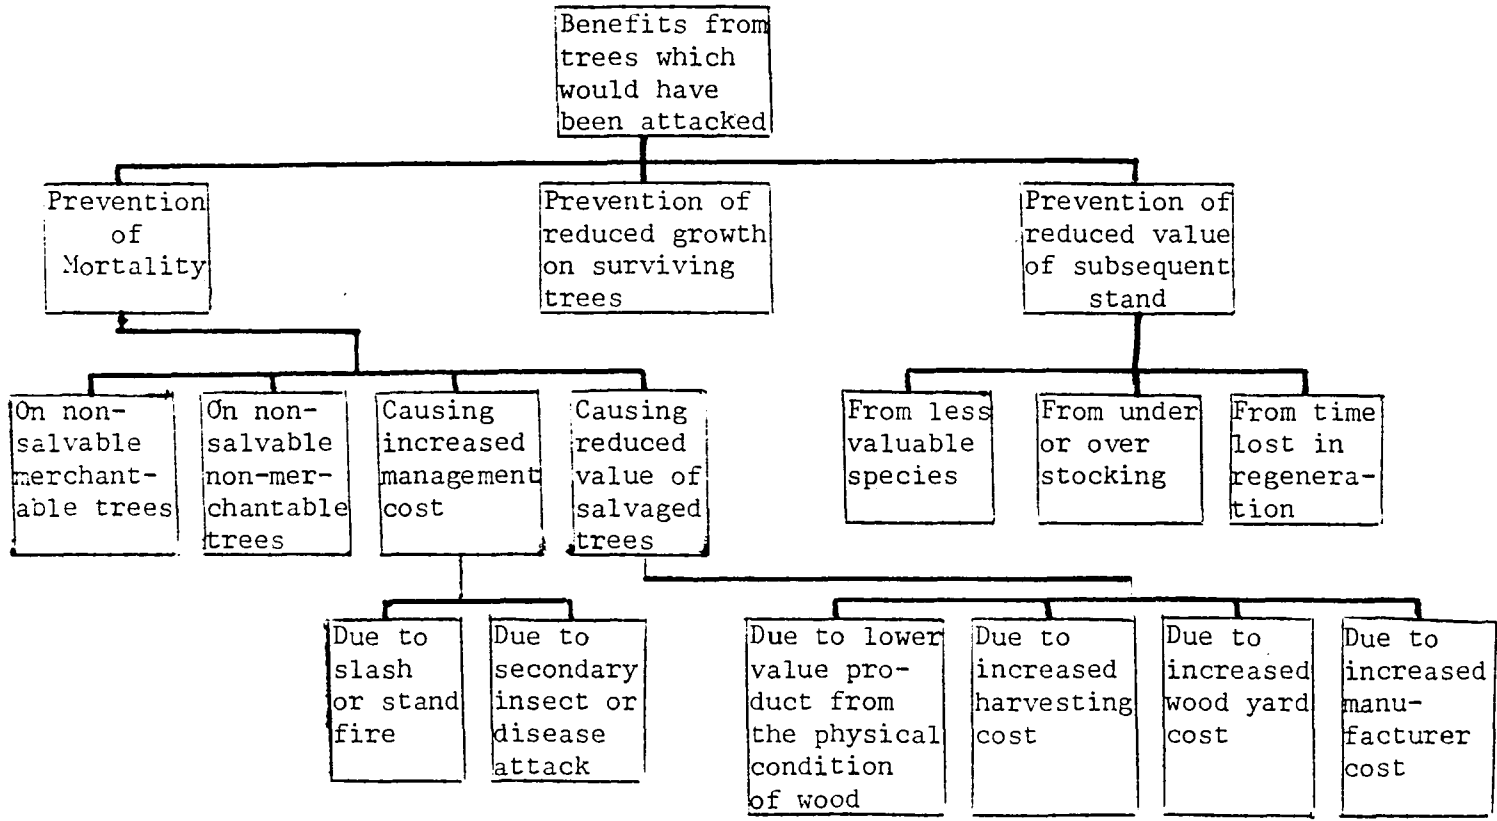 Benefits from
trees which
would have
been attacked
Prevention
of
Mortality
Prevention of
reduced growth
on surviving
trees
Prevention of
reduced value
of subsequent
stand
On non-
salvable
merchant-
able trees
On non-
salvable
non-mer-
chantable
trees
Causing
increased
management
cost
Causing
reduced
value of
salvaged
trees
From less
valuable
species
From under
or over
stocking
From time
lost in
regenera-
tion
Due to
slash
or stand
fire
Due to
secondary
insect or
disease
attack
Due to lower
value pro-
duct from
the physical
condition
of wood
Due to
increased
harvesting
cost
Due to
increased
wood yard
cost
Due to
increased
manu-
facturer
cost